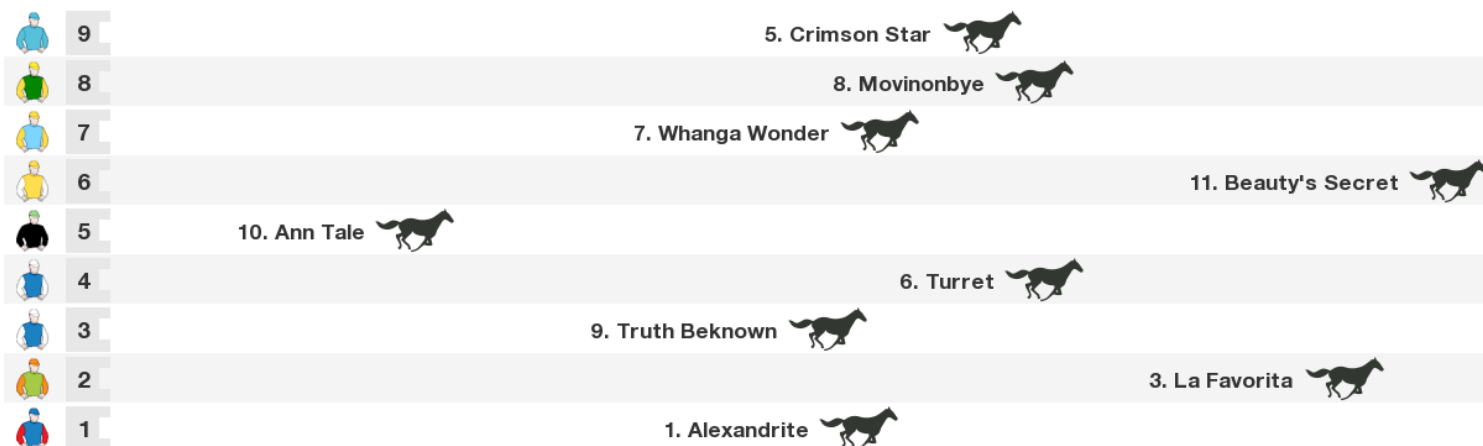 9 5. Crimson Star
8 8. Movinonbye
7 7. Whanga Wonder
6 11. Beauty's Secret
5 10. Ann Tale
4 6. Turret
3 9. Truth Beknown
2 3. La Favorita
1 1. Alexandrite